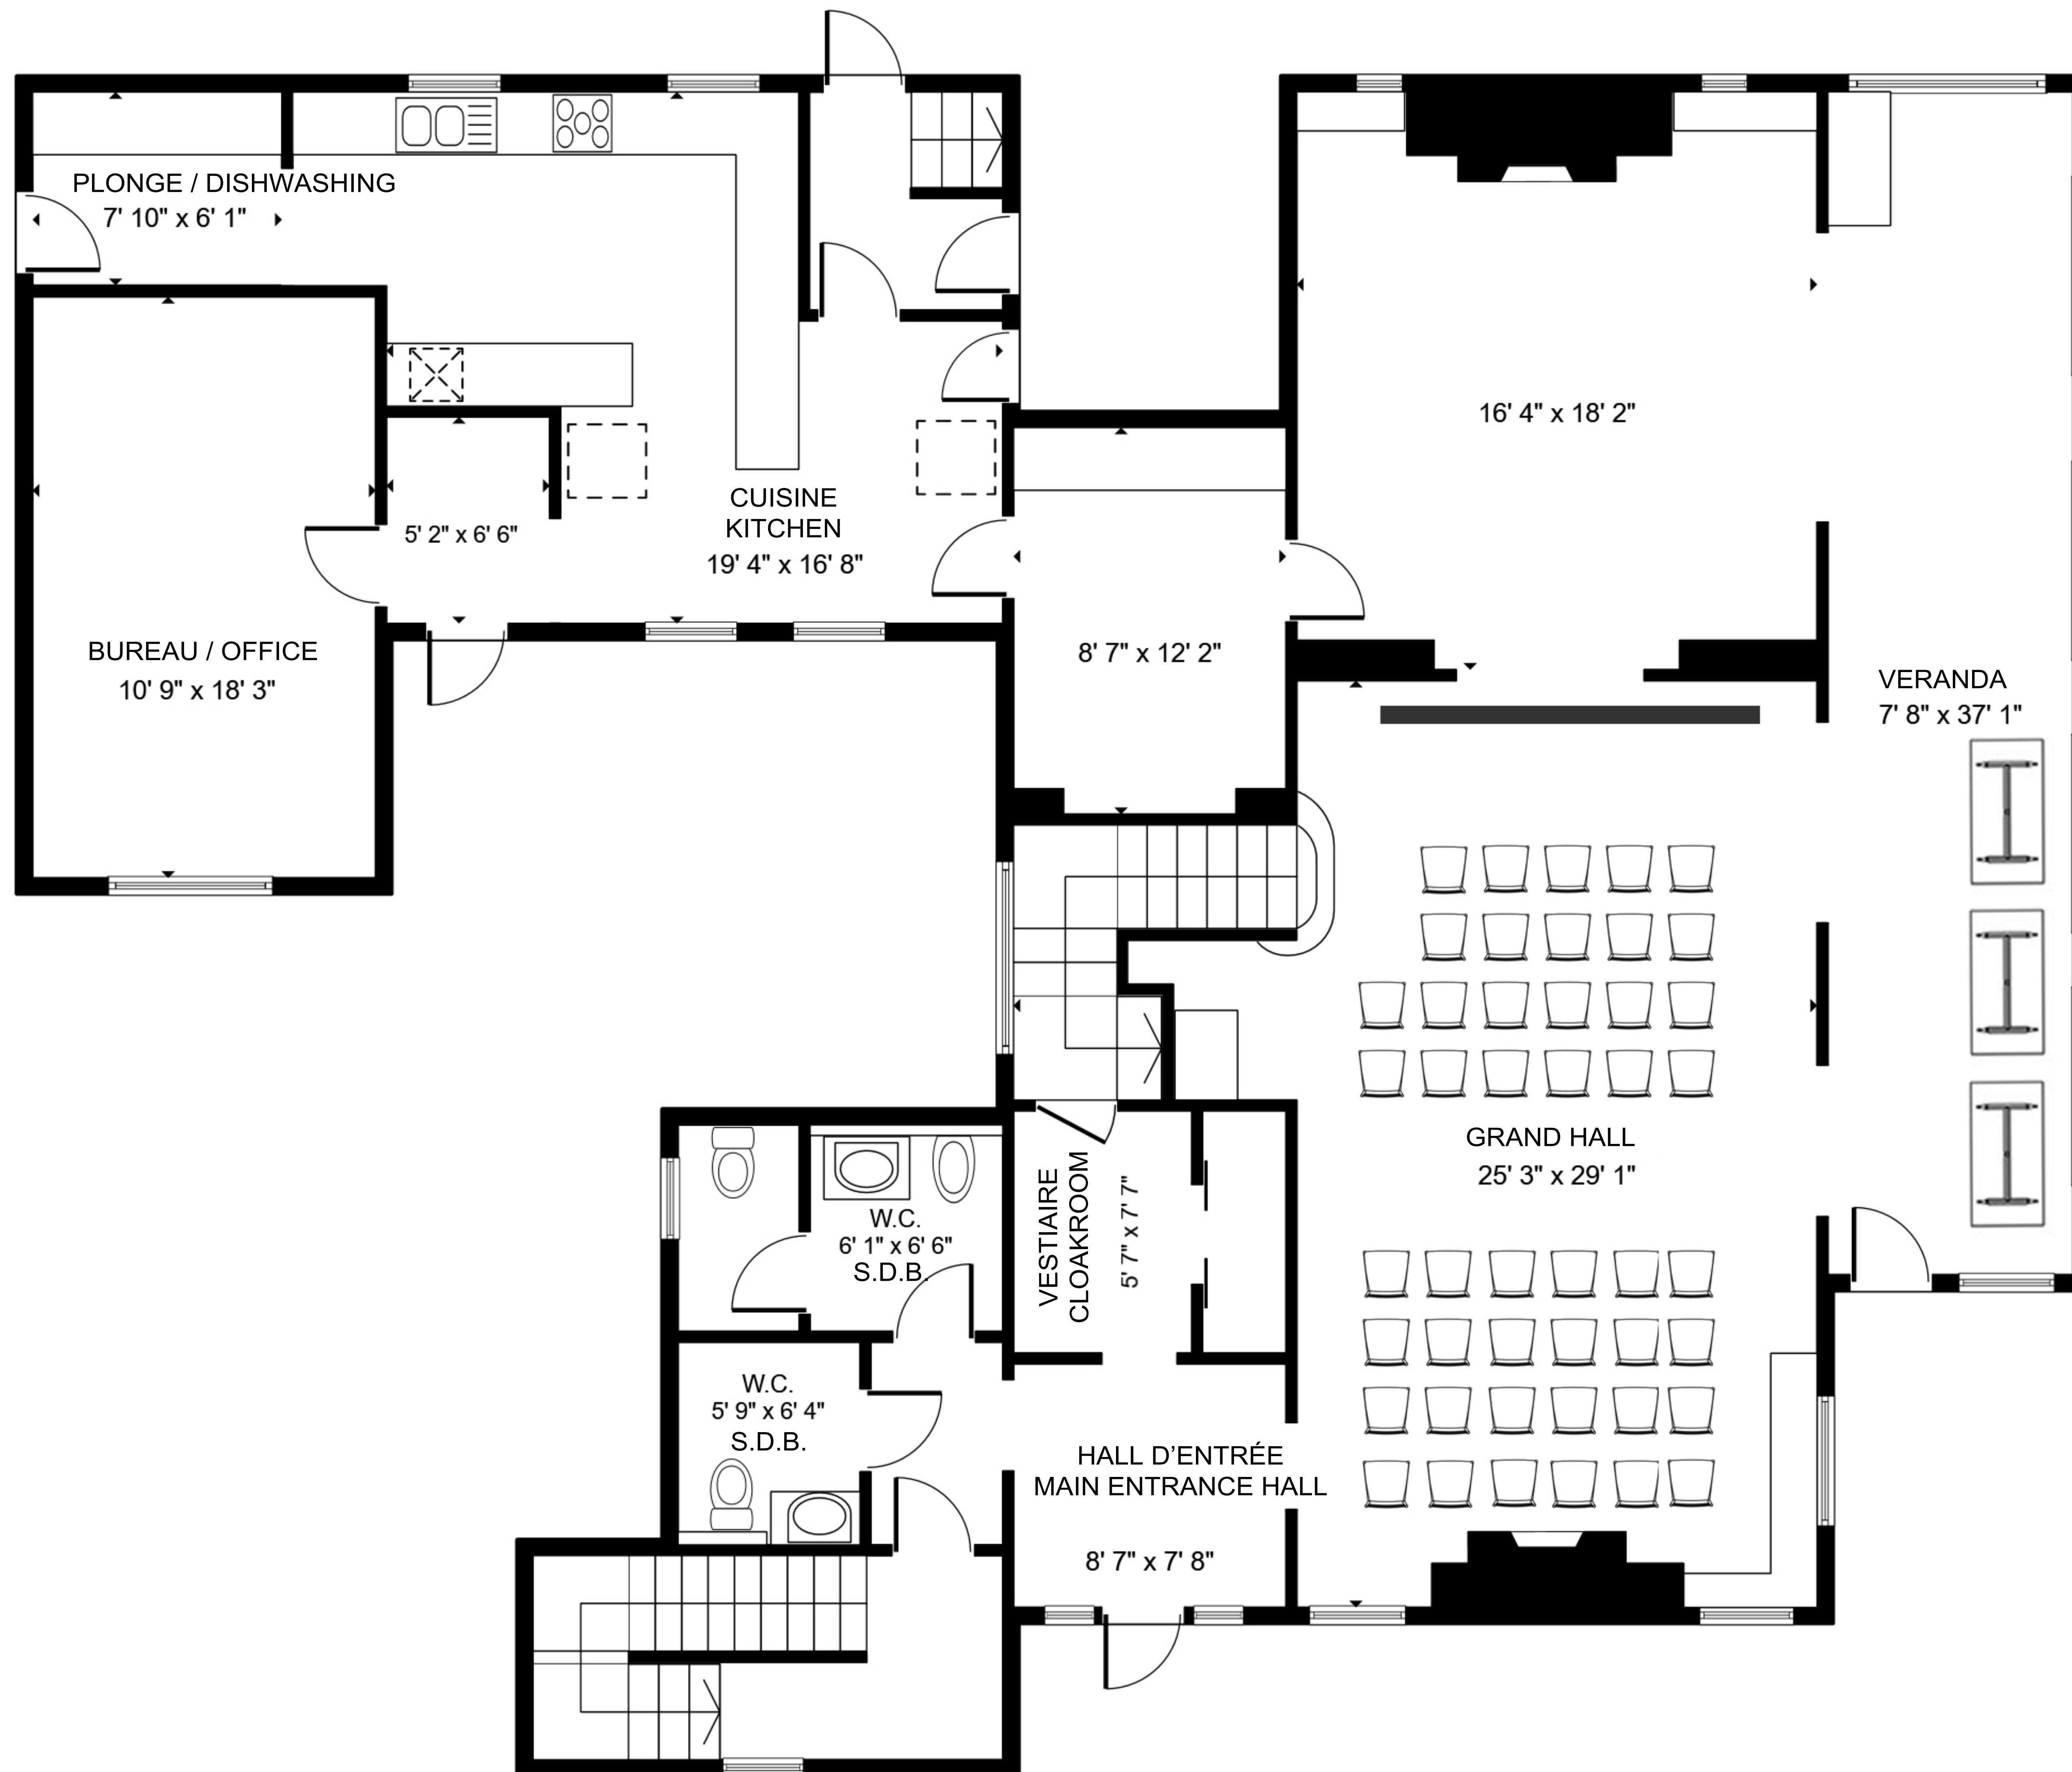 PLONGE / DISHWASHING
7' 10" x 6' 1"
16' 4" x 18' 2"
CUISINE
KITCHEN
19' 4" x 16' 8"
5' 2" x 6' 6"
BUREAU / OFFICE
10' 9" x 18' 3"
8' 7" x 12' 2"
VERANDA
7' 8" x 37' 1"
GRAND HALL
25' 3" x 29' 1"
VESTIAIRE
CLOAKROOM
5' 7" x 7' 7"
W.C.
6' 1" x 6' 6"
S.D.B.
W.C.
5' 9" x 6' 4"
S.D.B.
HALL D'ENTRÉE
MAIN ENTRANCE HALL
8' 7" x 7' 8"